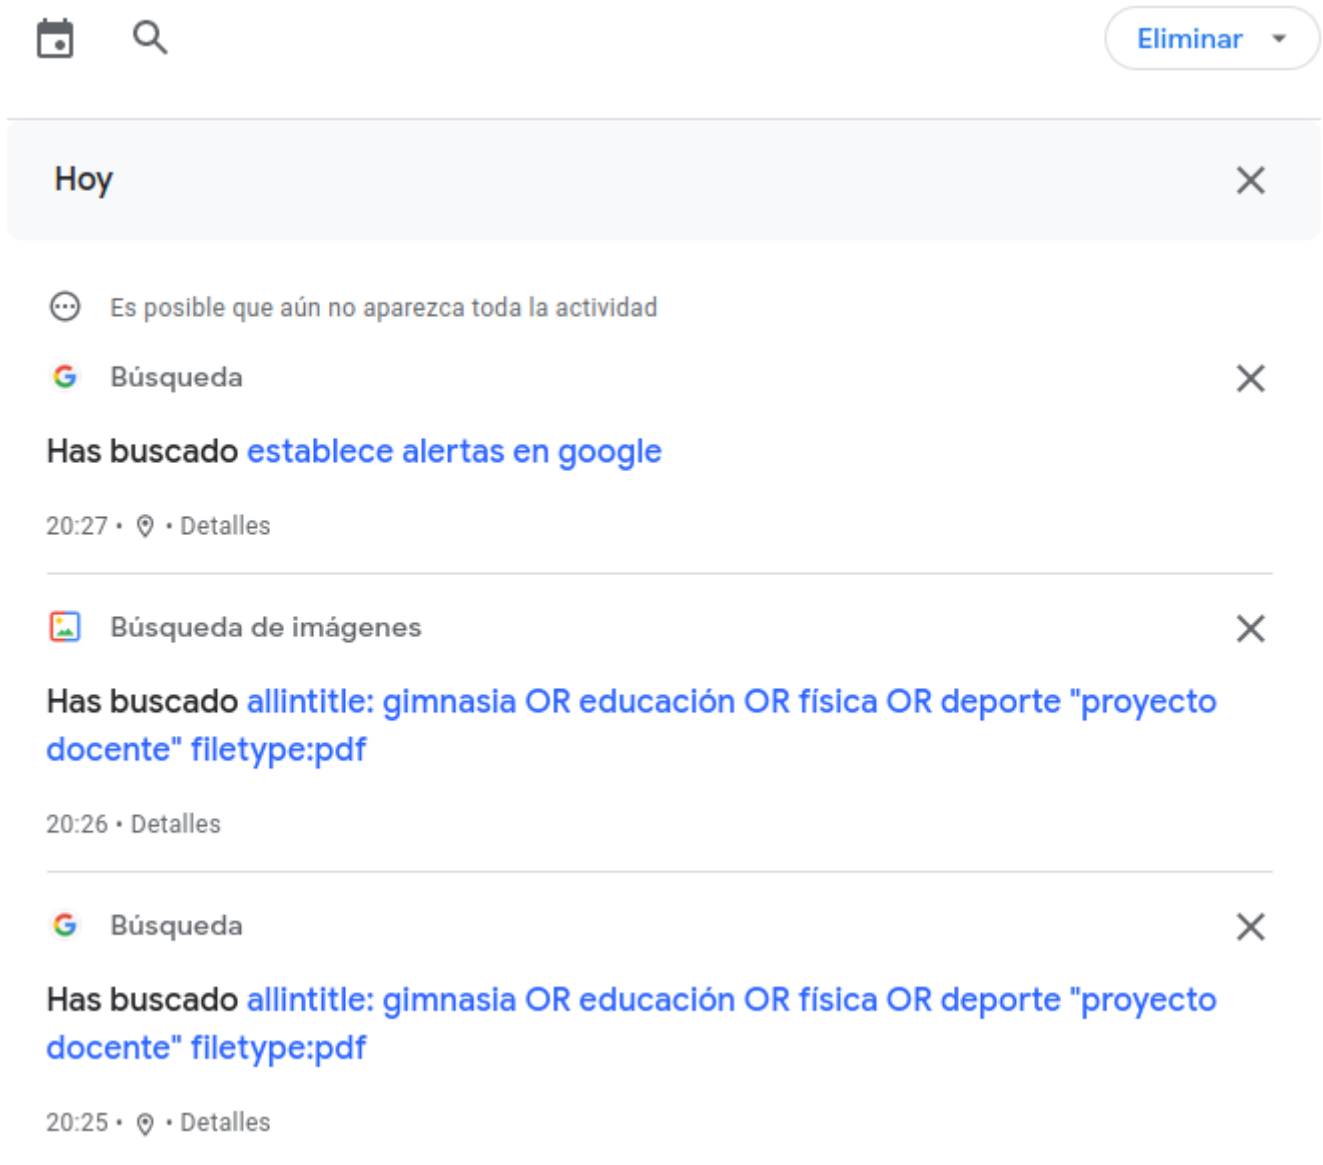 Eliminar
Hoy
Es posible que aún no aparezca toda la actividad
Búsqueda
Has buscado establece alertas en google
20:27 • • Detalles
Búsqueda de imágenes
Has buscado allintitle: gimnasia OR educación OR física OR deporte "proyecto
docente" filetype:pdf
20:26 • Detalles
Búsqueda
Has buscado allintitle: gimnasia OR educación OR física OR deporte "proyecto
docente" filetype:pdf
20:25 • • Detalles